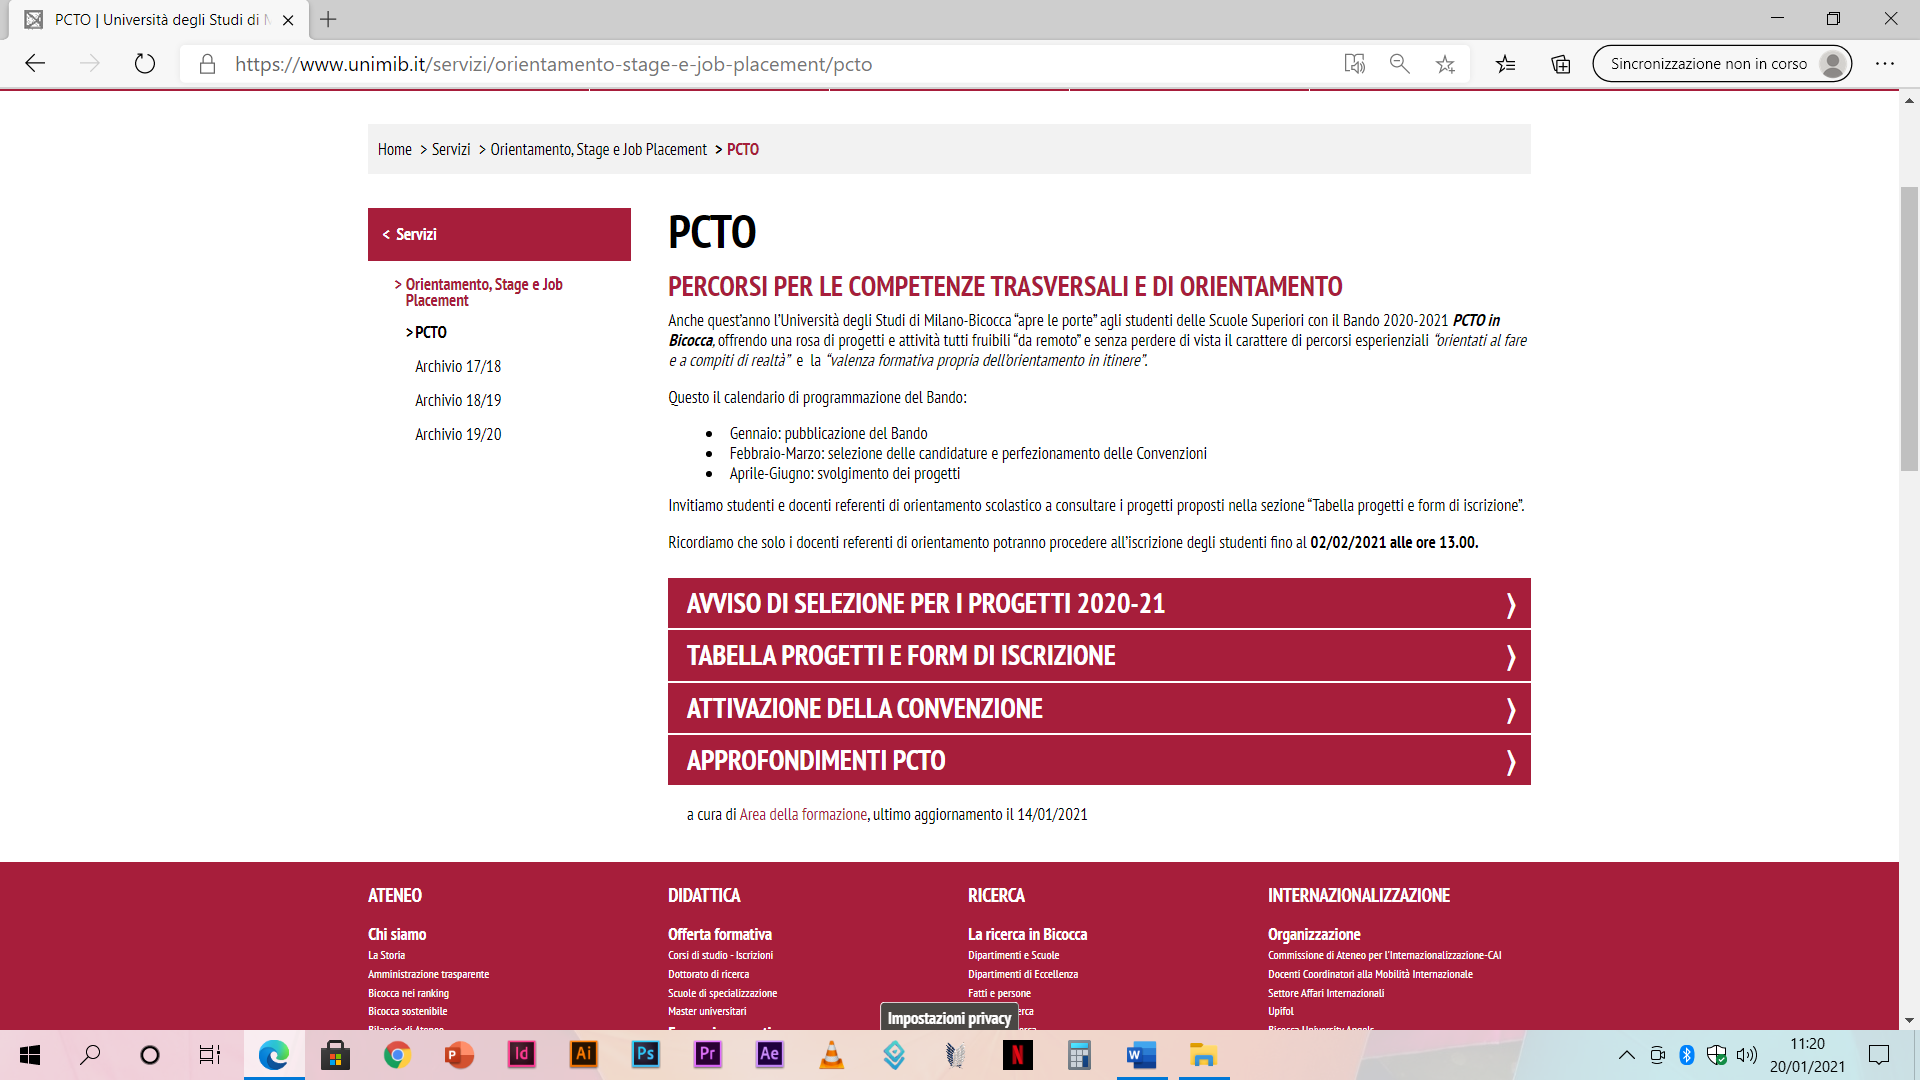 PCTO | Università degli Studi di M
https://www.unimib.it/servizi/orientamento-stage-e-job-placement/pcto
Sincronizzazione non in corso
Home > Servizi > Orientamento, Stage e Job Placement > PCTO
< Servizi
> Orientamento, Stage e Job
Placement
> PCTO
Archivio 17/18
Archivio 18/19
Archivio 19/20
PCTO
PERCORSI PER LE COMPETENZE TRASVERSALI E DI ORIENTAMENTO
Anche quest'anno l'Università degli Studi di Milano-Bicocca “apre le porte” agli studenti delle Scuole Superiori con il Bando 2020-2021 PCTO in
Bicocca, offrendo una rosa di progetti e attività tutti fruibili “da remoto” e senza perdere di vista il carattere di percorsi esperienziali “orientati al fare
e a compiti di realtà” e la “valenza formativa propria dell'orientamento in itinere”.
Questo il calendario di programmazione del Bando:
• Gennaio: pubblicazione del Bando
• Febbraio-Marzo: selezione delle candidature e perfezionamento delle Convenzioni
• Aprile-Giugno: svolgimento dei progetti
Invitiamo studenti e docenti referenti di orientamento scolastico a consultare i progetti proposti nella sezione “Tabella progetti e form di iscrizione”.
Ricordiamo che solo i docenti referenti di orientamento potranno procedere all'iscrizione degli studenti fino al 02/02/2021 alle ore 13.00.
AVVISO DI SELEZIONE PER I PROGETTI 2020-21
TABELLA PROGETTI E FORM DI ISCRIZIONE
ATTIVAZIONE DELLA CONVENZIONE
APPROFONDIMENTI PCTO
a cura di Area della formazione, ultimo aggiornamento il 14/01/2021
ATENEO
Chi siamo
La Storia
Amministrazione trasparente
Bicocca nei ranking
Bicocca sostenibile
Bilancio di Ateneo
DIDATTICA
Offerta formativa
Corsi di studio - Iscrizioni
Dottorato di ricerca
Scuole di specializzazione
Master universitari
RICERCA
La ricerca in Bicocca
Dipartimenti e Scuole
Dipartimenti di Eccellenza
Fatti e persone
INTERNAZIONALIZZAZIONE
Organizzazione
Commissione di Ateneo per l'Internazionalizzazione-CAI
Docenti Coordinatori alla Mobilità Internazionale
Settore Affari Internazionali
Upifol
Bicocca University Angels
Impostazioni privacy
P
Id
Ai
Ps
Pr
Ae
N
W
11:20
20/01/2021